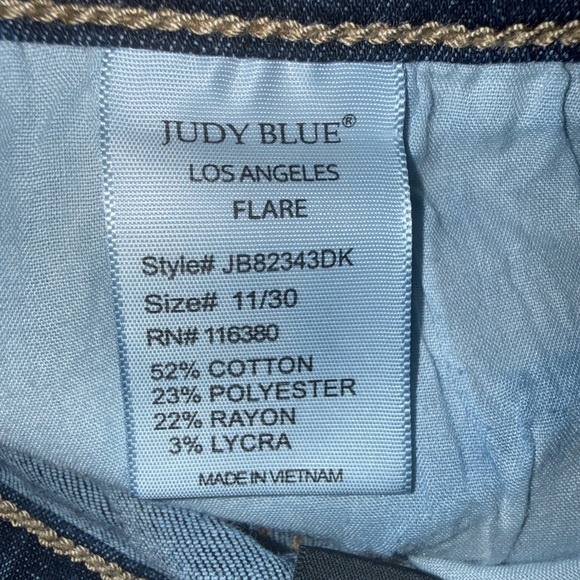 JUDY BLUE®
LOS ANGELES
FLARE
Style# JB82343DK
Size# 11/30
RN# 116380
52% COTTON
23% POLYESTER
22% RAYON
3% LYCRA
MADE IN VIETNAM